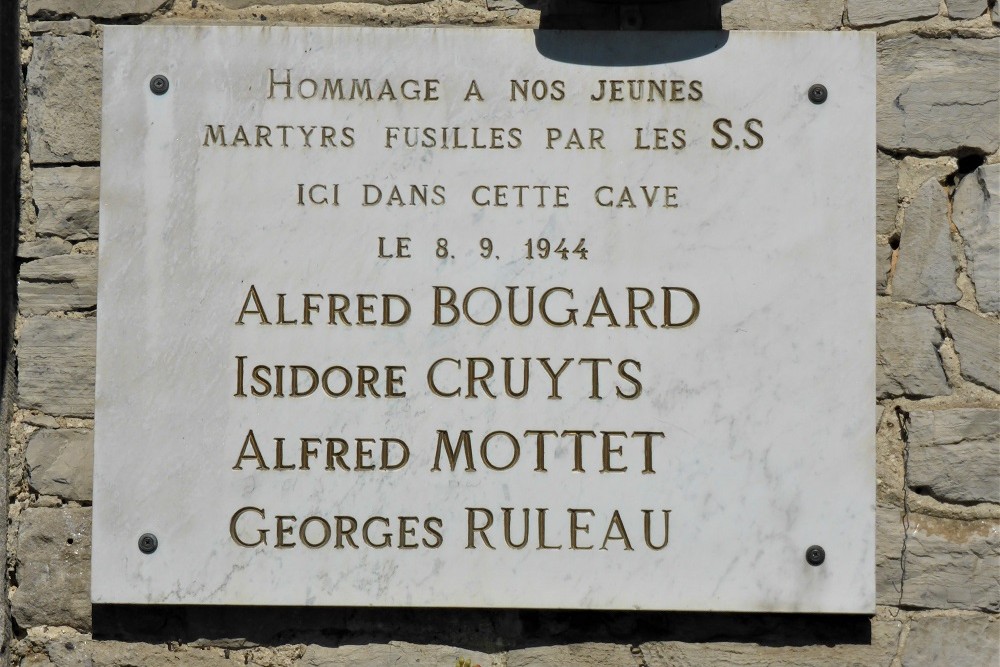 HOMMAGE A NOS JEUNES
MARTYRS FUSILLES PAR LES S.S
ICI DANS CETTE CAVE
LE 8. 9. 1944
ALFRED BOUGARD
ISIDORE CRUYTS
ALFRED MOTTET
GEORGES RULEAU